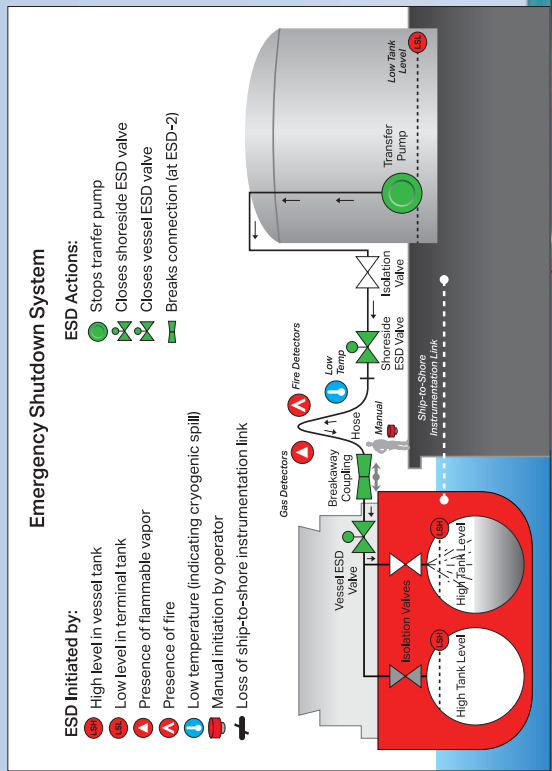 Emergency Shutdown System
ESD Initiated by:
LSH High level in vessel tank
LSL Low level in terminal tank
Presence of flammable vapor
Presence of fire
Low temperature (indicating cryogenic spill)
Manual initiation by operator
Loss of ship-to-shore instrumentation link
ESD Actions:
Stops tranfer pump
Closes shoreside ESD valve
Closes vessel ESD valve
Breaks connection (at ESD-2)
Gas Detectors
Fire Detectors
Low
Temp
Hose
Manual
Breakaway
Coupling
Vessel ESD
Valve
Shoreside
ESD Valve
Isolation
Valve
Transfer
Pump
Low Tank
Level
LSL
Ship-to-Shore
Instrumentation Link
Isolation Valves
LSH
High Tank Level
LSH
High Tank Level